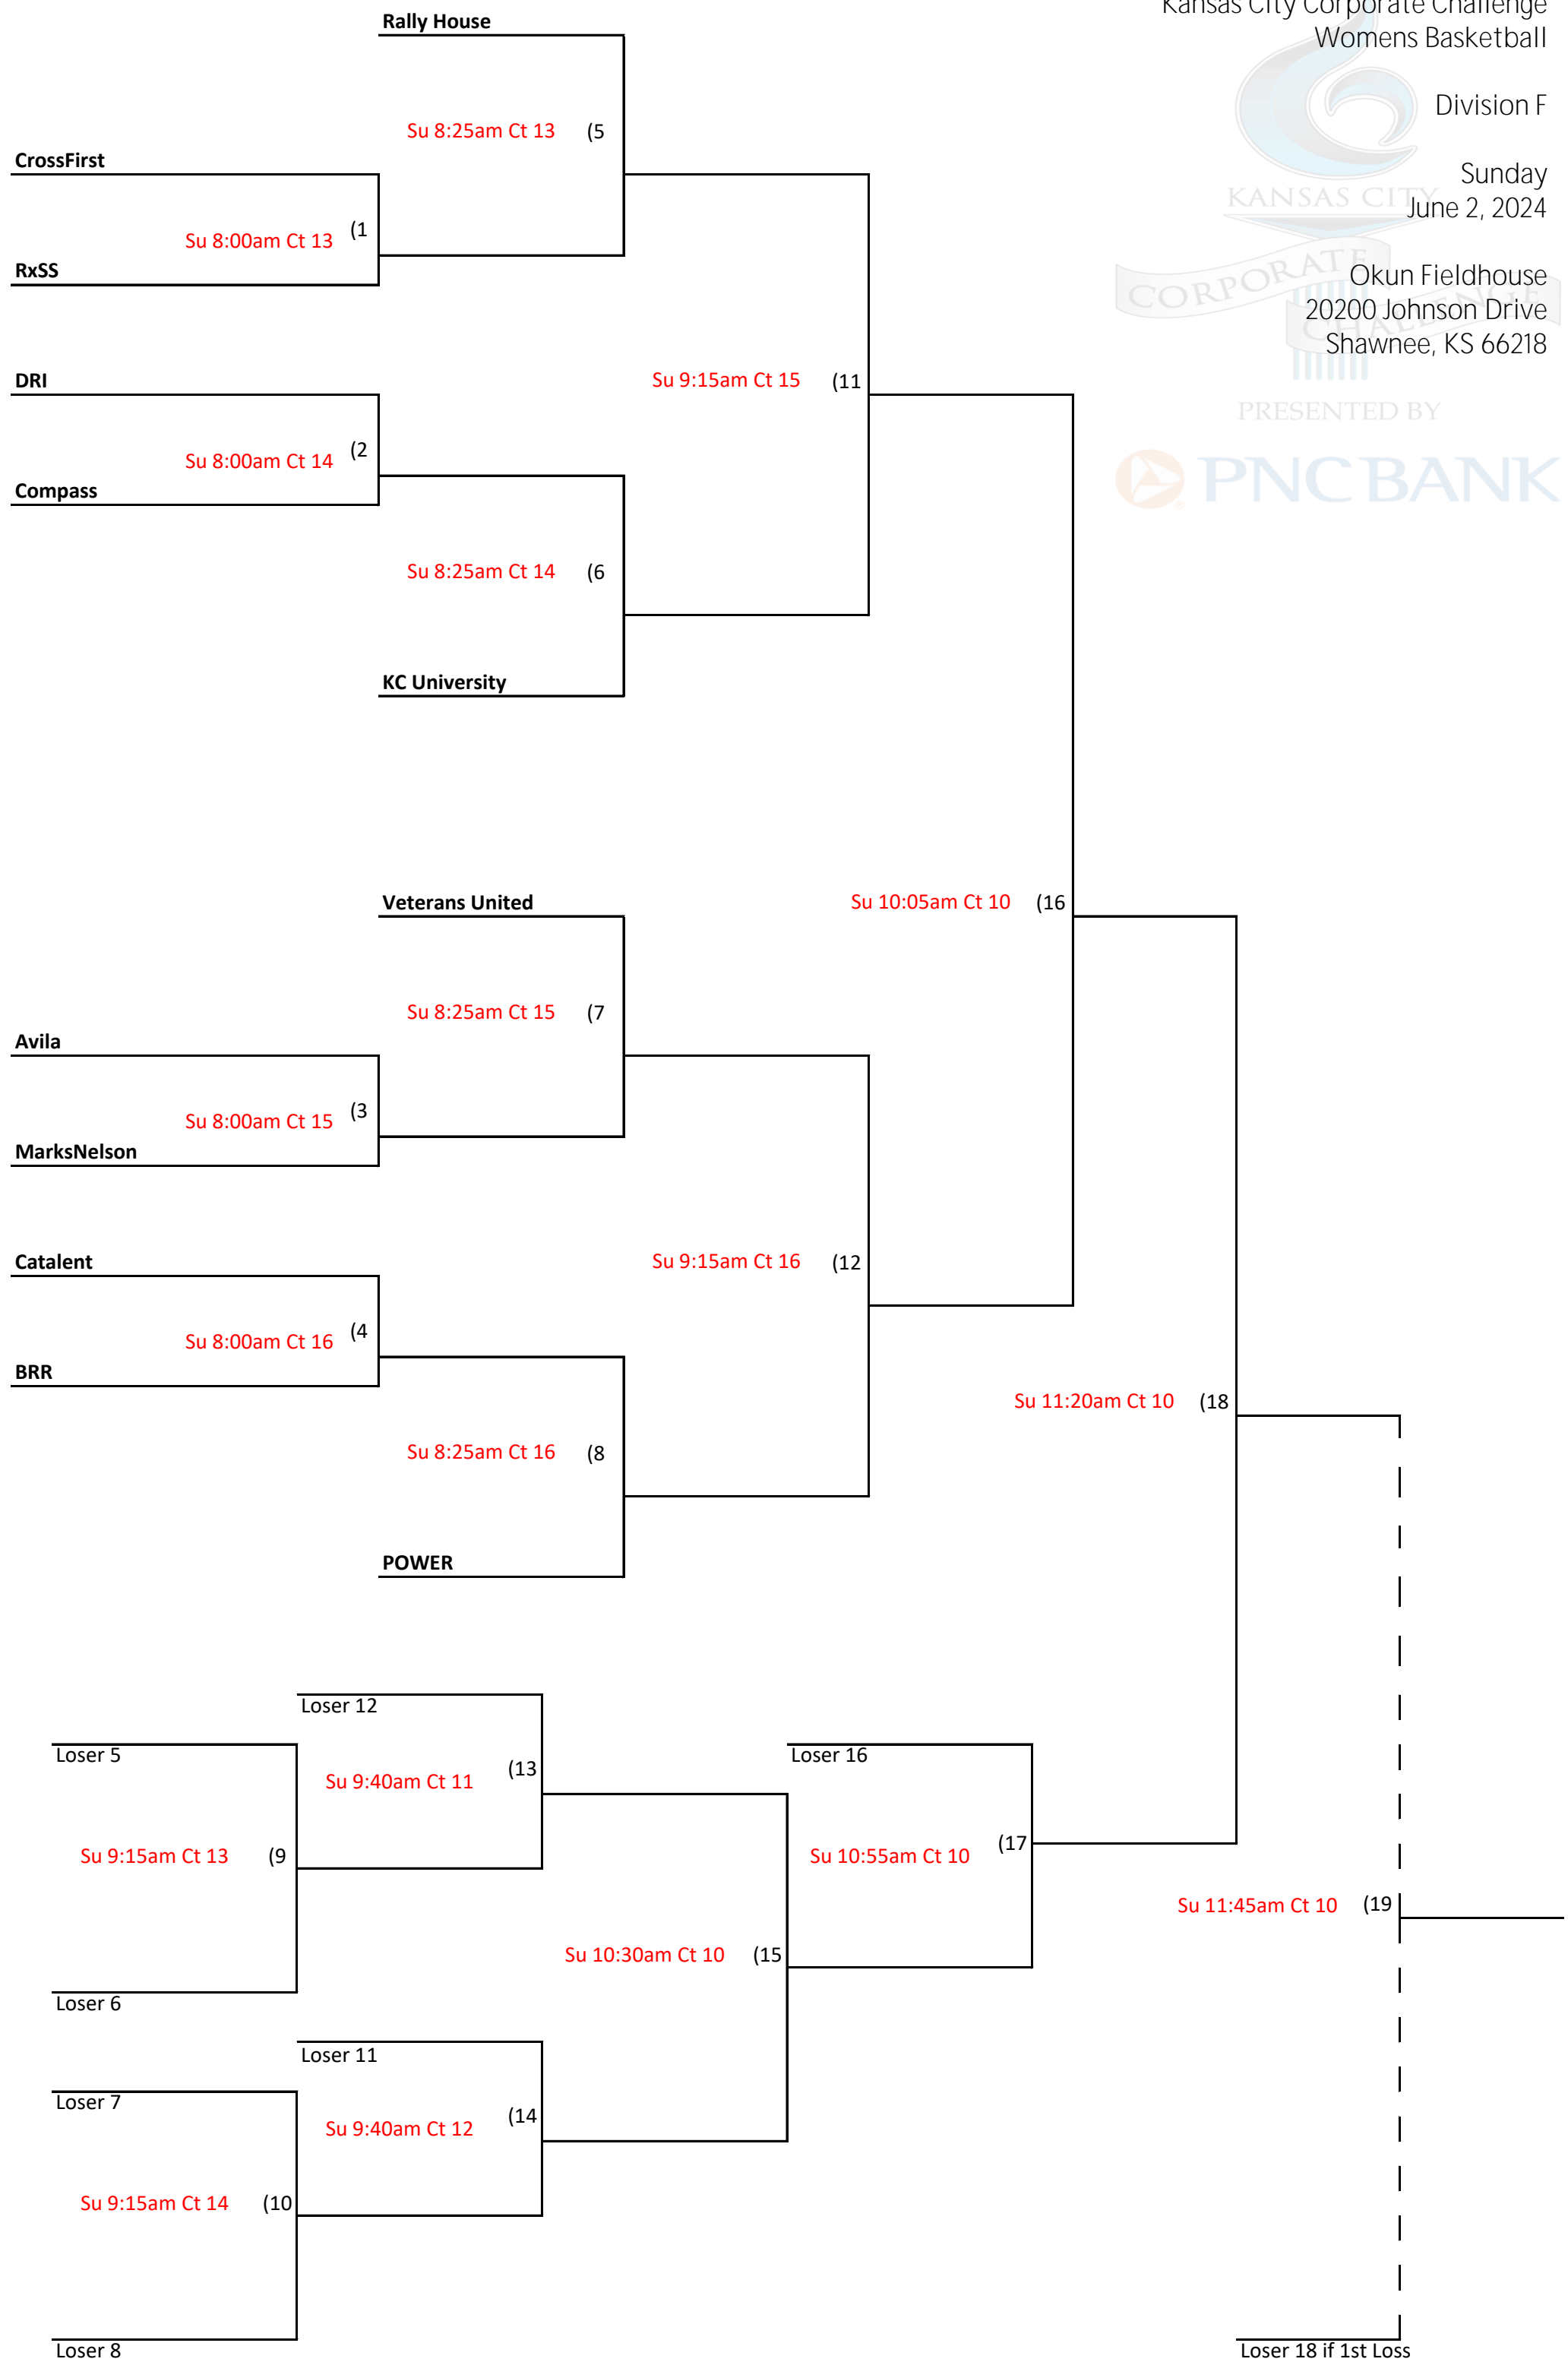 Kansas City Corporate Challenge
Womens Basketball
Division F
Sunday
June 2, 2024
Okun Fieldhouse
20200 Johnson Drive
Shawnee, KS 66218
KANSAS CITY
CORPORATE
CHALLENGE
PRESENTED BY
PNC BANK
Rally House
Su 8:25am Ct 13 (5
CrossFirst
Su 8:00am Ct 13 (1
RxSS
DRI
Su 9:15am Ct 15 (11
Su 8:00am Ct 14 (2
Compass
Su 8:25am Ct 14 (6
KC University
Veterans United
Su 10:05am Ct 10 (16
Su 8:25am Ct 15 (7
Avila
Su 8:00am Ct 15 (3
MarksNelson
Catalent
Su 9:15am Ct 16 (12
Su 8:00am Ct 16 (4
BRR
Su 11:20am Ct 10 (18
Su 8:25am Ct 16 (8
POWER
Loser 12
Loser 5
Loser 16
Su 9:40am Ct 11 (13
Su 9:15am Ct 13 (9
Su 10:55am Ct 10 (17
Su 11:45am Ct 10 (19
Su 10:30am Ct 10 (15
Loser 6
Loser 11
Loser 7
Su 9:40am Ct 12 (14
Su 9:15am Ct 14 (10
Loser 8
Loser 18 if 1st Loss